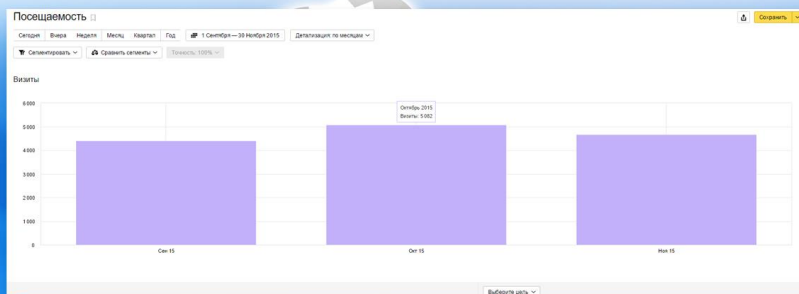 Посещаемость
Сохранить
Сегодня Вчера Неделя Месяц Квартал Год 1 Сентября — 30 Ноября 2015 Детализация: по месяцам
Сегментировать Сравнить сегменты Точность: 100%
Визиты
6 000
Октябрь 2015
Визиты: 5 082
5 000
4 000
3 000
2 000
1 000
0
Сен 15 Окт 15 Ноя 15
Выберите цель